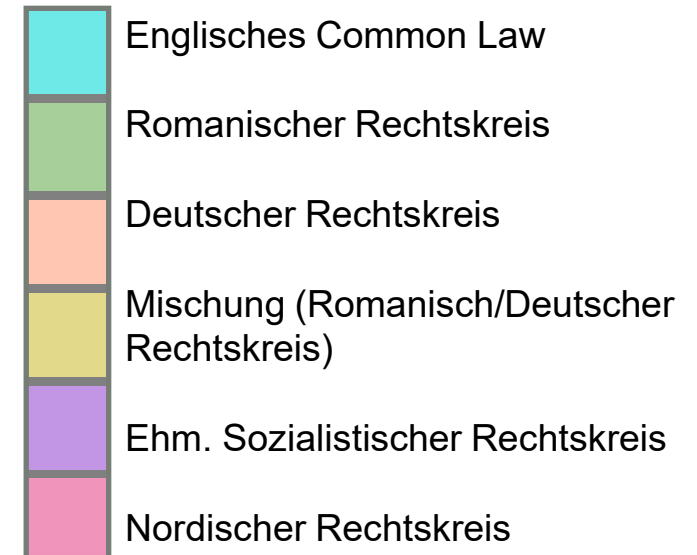 Englisches Common Law
Romanischer Rechtskreis
Deutscher Rechtskreis
Mischung (Romanisch/Deutscher
Rechtskreis)
Ehm. Sozialistischer Rechtskreis
Nordischer Rechtskreis